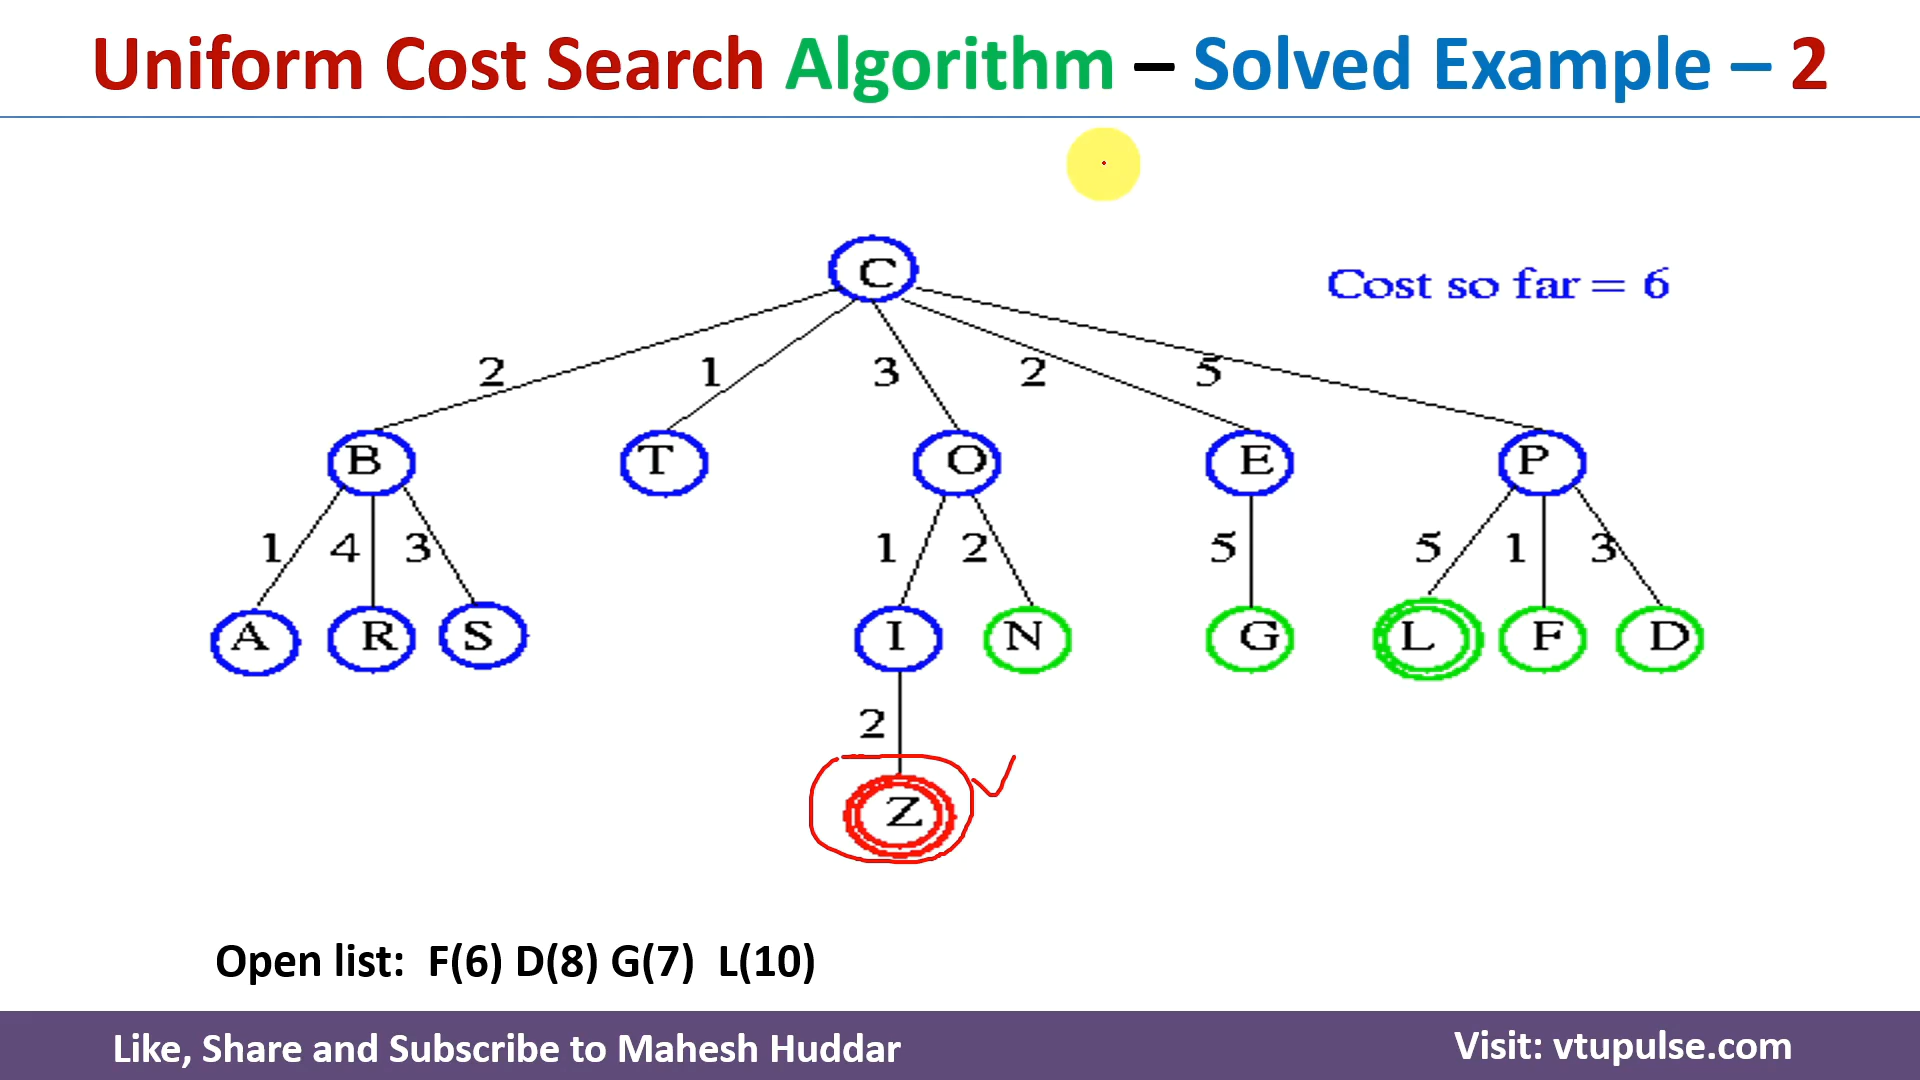 Uniform Cost Search Algorithm – Solved Example – 2
C
Cost so far = 6
2 1 3 2 5
B T O E P
1 4 3 1 2 5 5 1 3
A R S I N G L F D
2
Z
Open list: F(6) D(8) G(7) L(10)
Like, Share and Subscribe to Mahesh Huddar
Visit: vtupulse.com